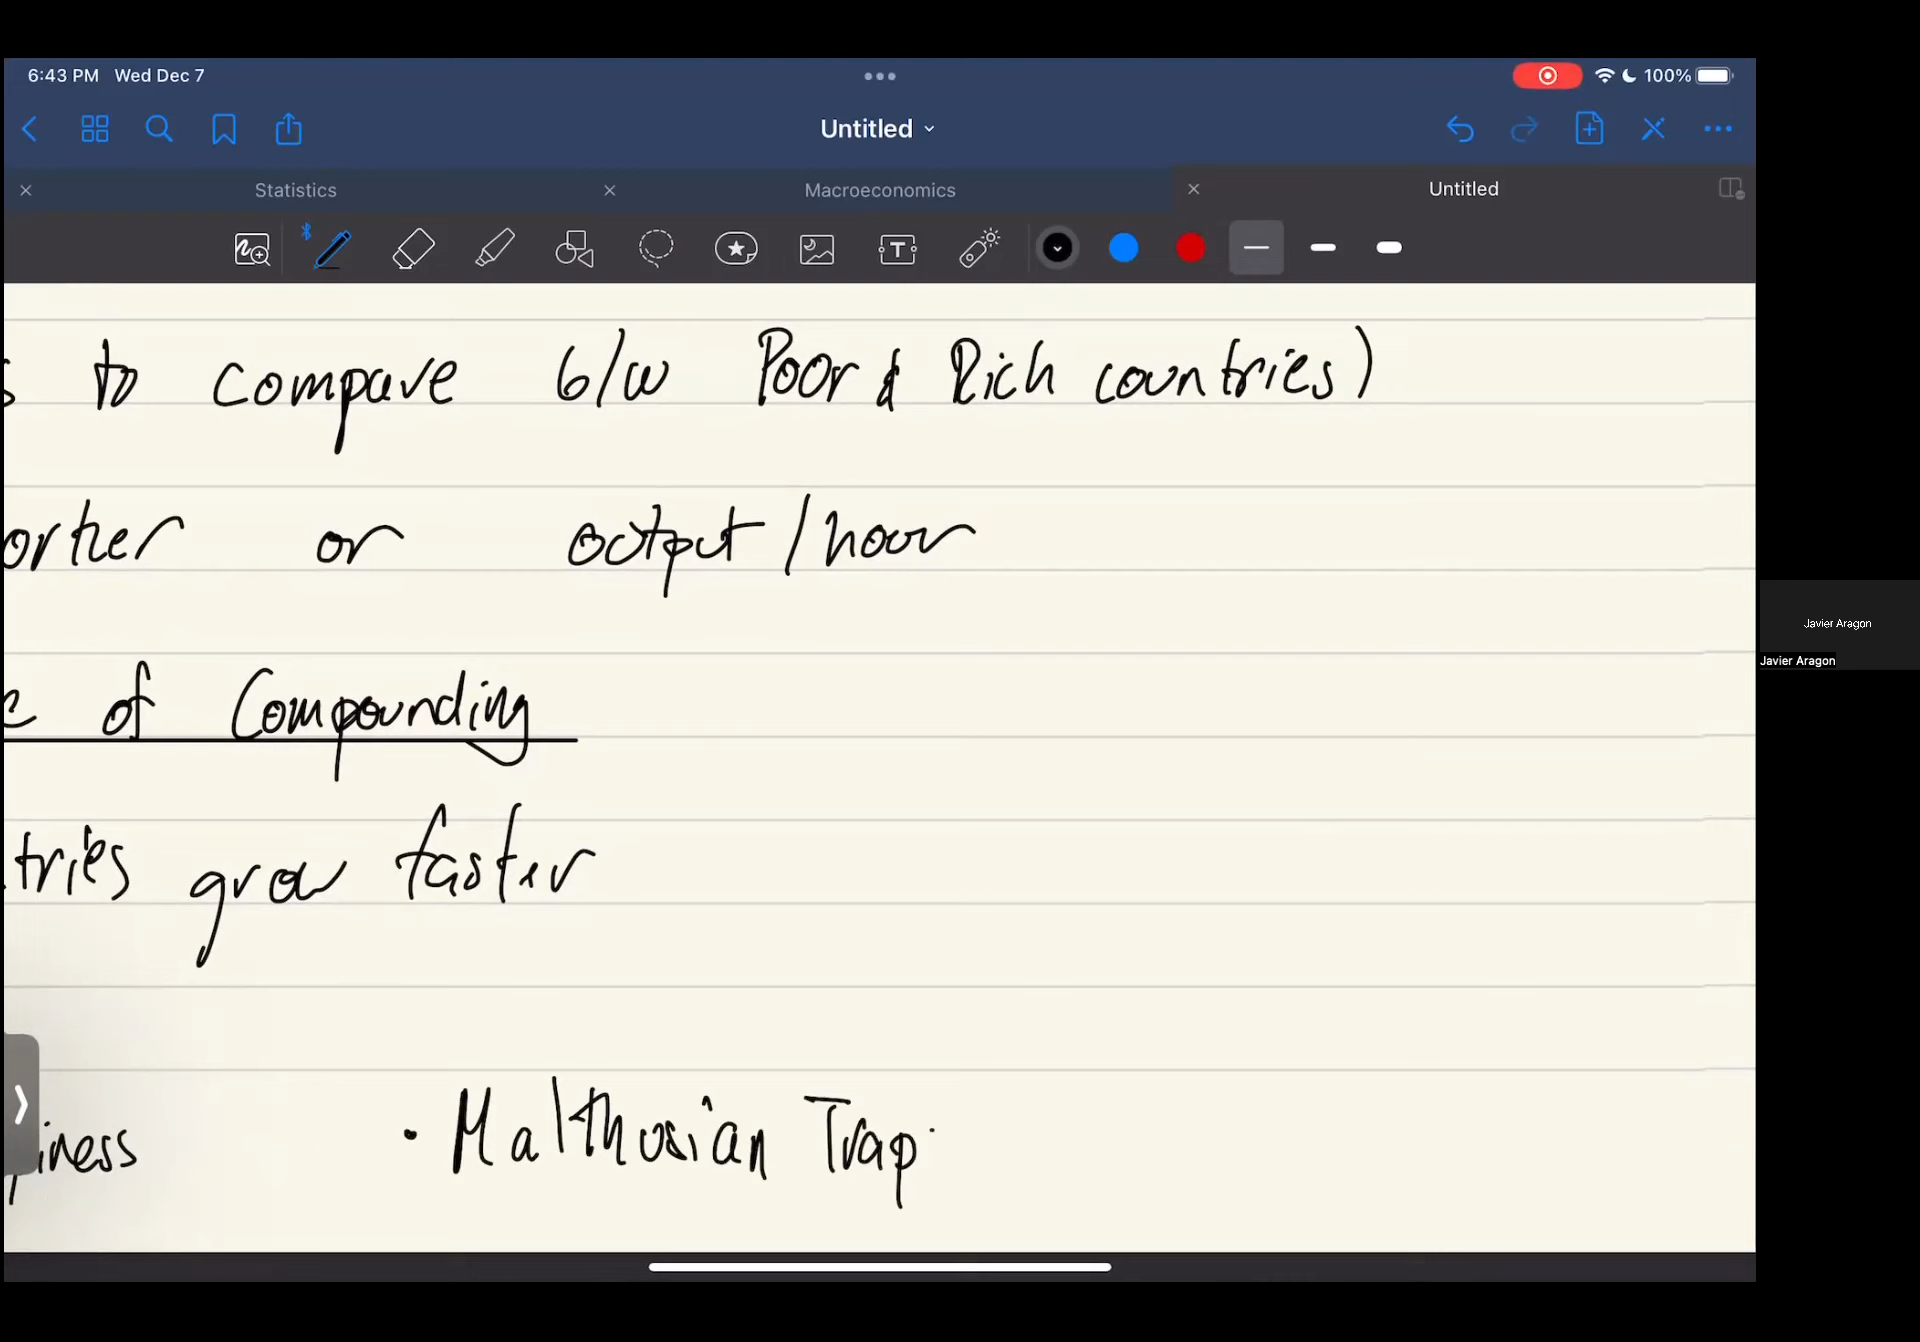 6:43 PM Wed Dec 7
100%
Untitled
Statistics
Macroeconomics
Untitled
T
s to compare b/w Poor & Rich countries)
orker or output/hour
e of Compounding
tries grow faster
iness • Malthusian Trap
Javier Aragon
Javier Aragon